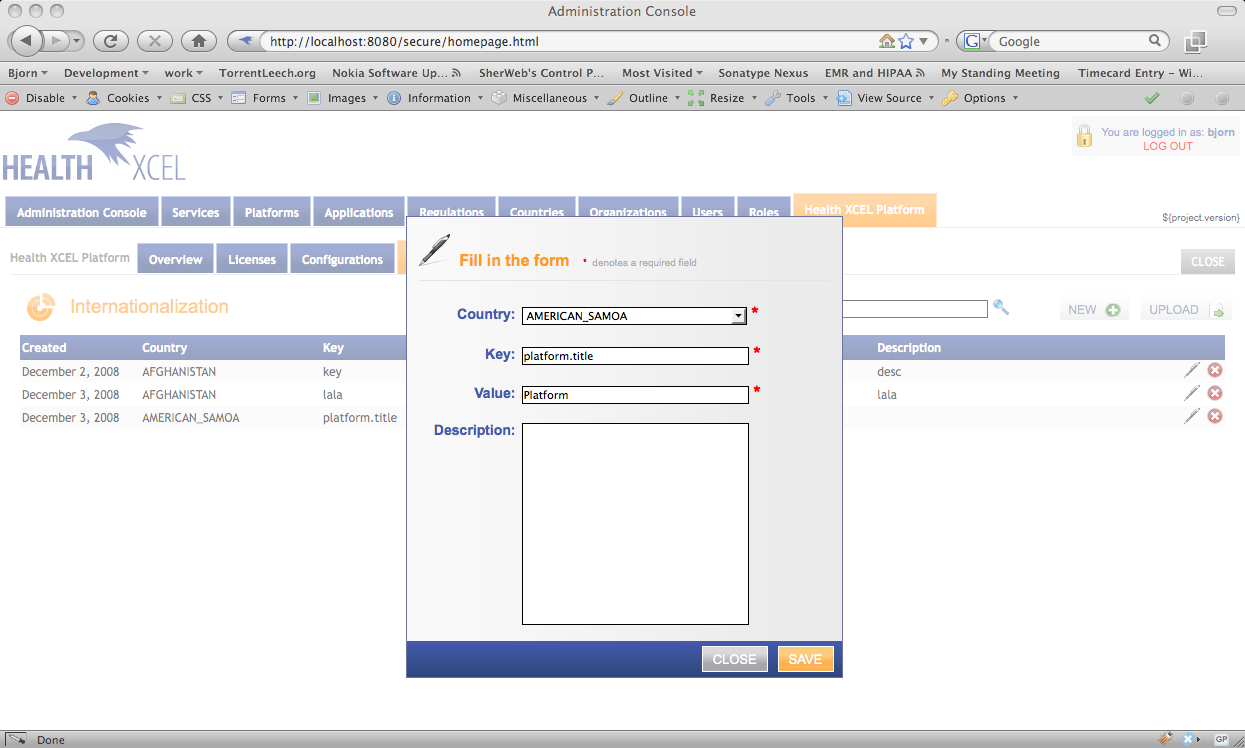 Administration Console
http://localhost:8080/secure/homepage.html
G Google
Bjorn Development work TorrentLeech.org Nokia Software Up... SherWeb's Control P... Most Visited Sonatype Nexus EMR and HIPAA My Standing Meeting Timecard Entry – Wi...
Disable Cookies CSS CSS Forms Images Information Miscellaneous Outline Resize Tools View Source Options
HEALTH XCEL
You are logged in as: bjorn
LOG OUT
Administration Console Services Platforms Applications Regulations Countries Organizations Users Roles Health XCEL Platform
${project.version}
Health XCEL Platform Overview Licenses Configurations
CLOSE
Internationalization
NEW UPLOAD
Created Country Key Description
December 2, 2008 AFGHANISTAN key desc
December 3, 2008 AFGHANISTAN lala lala
December 3, 2008 AMERICAN_SAMOA platform.title
Fill in the form * denotes a required field
Country: AMERICAN_SAMOA *
Key: platform.title *
Value: Platform *
Description:
CLOSE SAVE
Done
GP